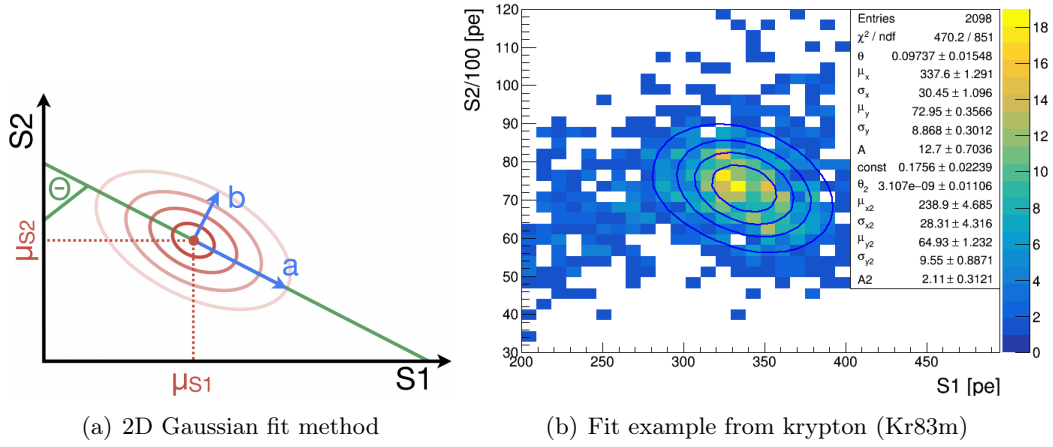 S2
Θ
b
a
μS2
μS1
S1
(a) 2D Gaussian fit method
S2/100 [pe]
120
110
100
90
80
70
60
50
40
30
200
250
300
350
400
450
S1 [pe]
Entries 2098
χ² / ndf 470.2 / 851
θ 0.09737 ± 0.01548
μx 337.6 ± 1.291
σx 30.45 ± 1.096
μy 72.95 ± 0.3566
σy 8.868 ± 0.3012
A 12.7 ± 0.7036
const 0.1756 ± 0.02239
θ2 3.107e−09 ± 0.01106
μx2 238.9 ± 4.685
σx2 28.31 ± 4.316
μy2 64.93 ± 1.232
σy2 9.55 ± 0.8871
A2 2.11 ± 0.3121
18
16
14
12
10
8
6
4
2
0
(b) Fit example from krypton (Kr83m)